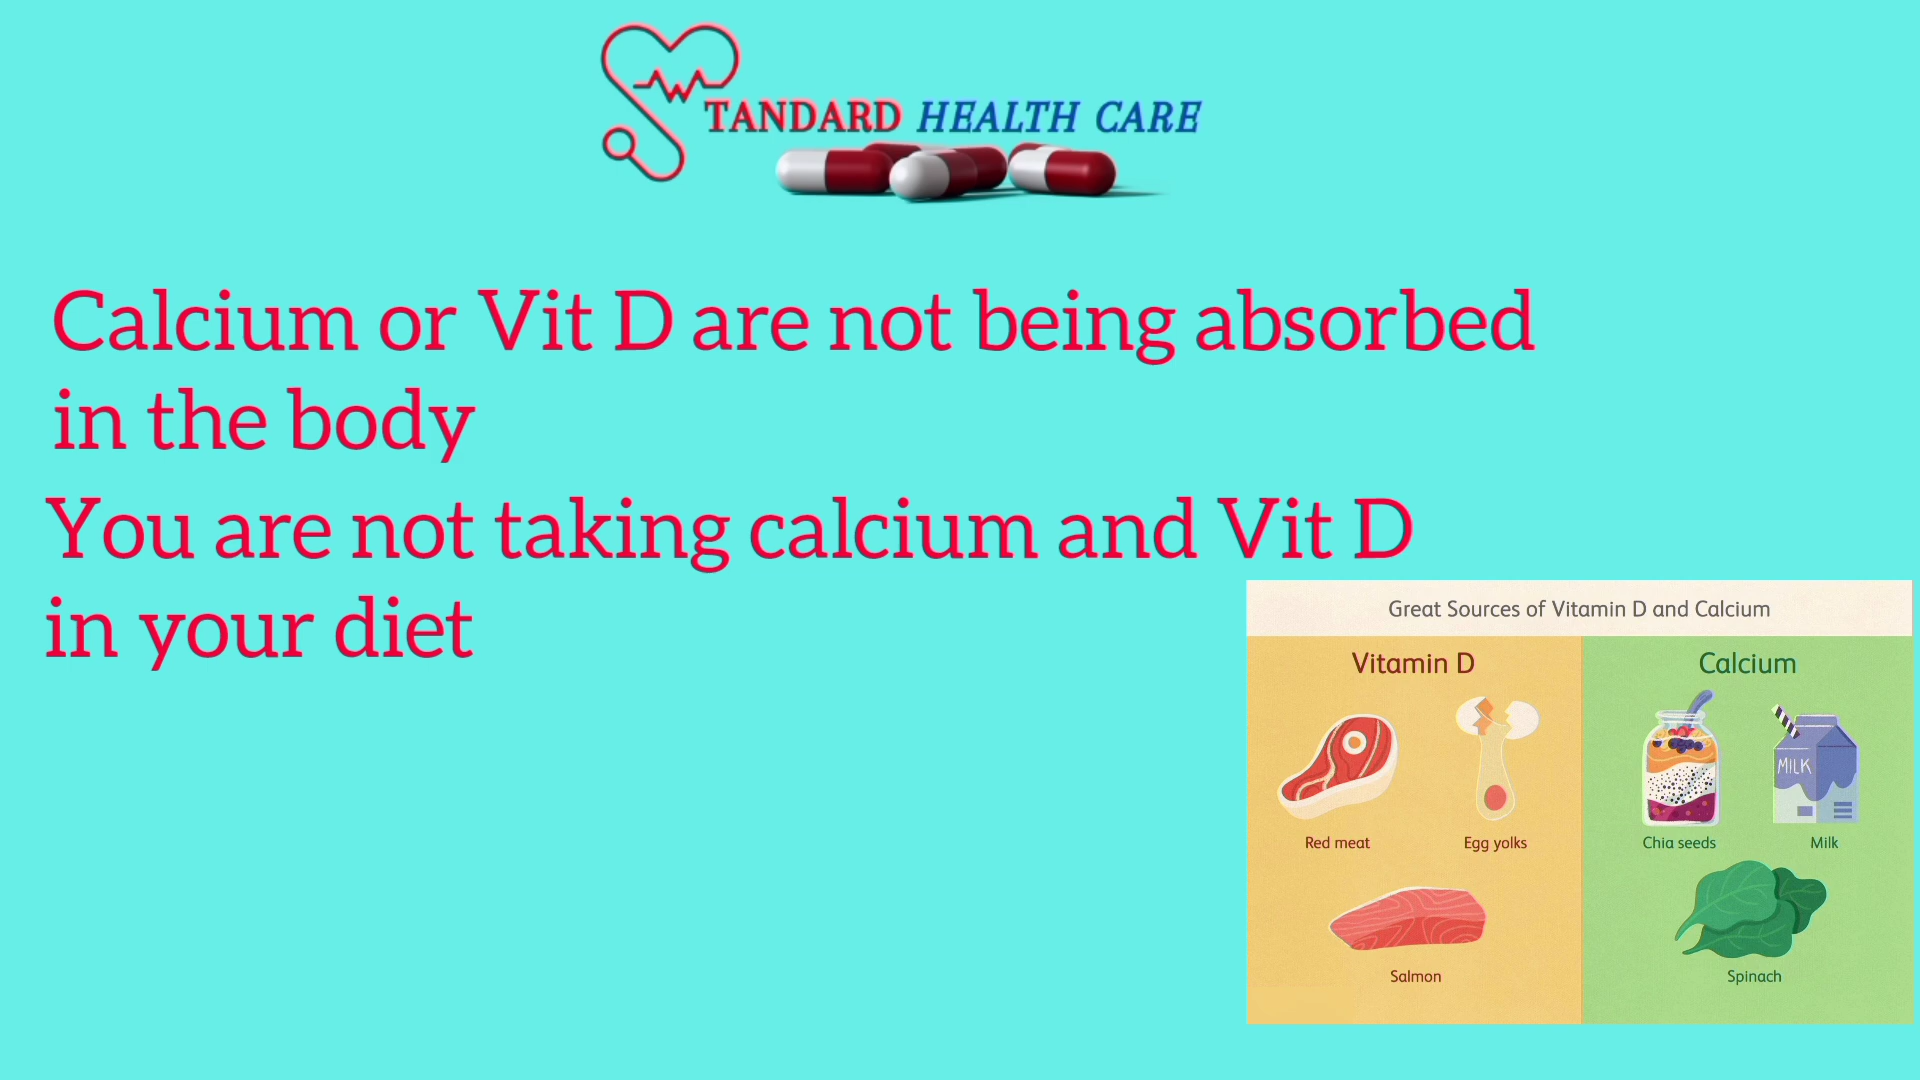 TANDARD HEALTH CARE
Calcium or Vit D are not being absorbed
in the body
You are not taking calcium and Vit D
in your diet
Great Sources of Vitamin D and Calcium
Vitamin D
Calcium
MILK
Red meat
Egg yolks
Chia seeds
Milk
Salmon
Spinach